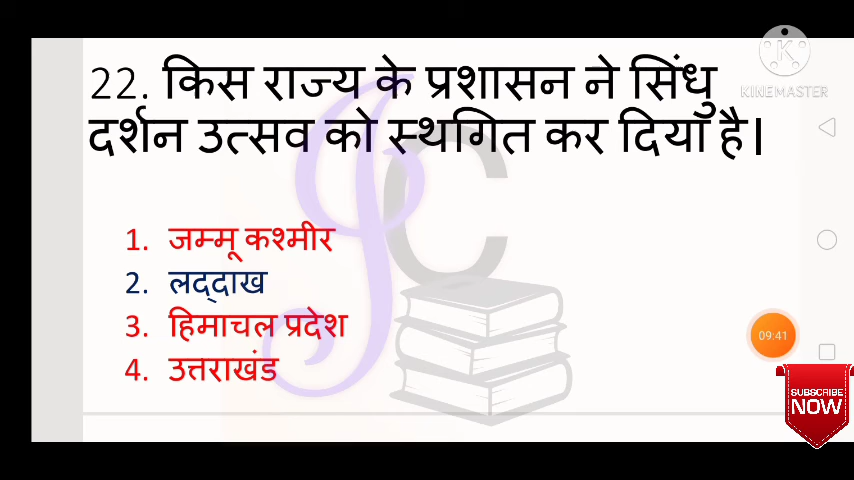 22. किस राज्य के प्रशासन ने सिंधु
दर्शन उत्सव को स्थगित कर दिया है।
KINEMASTER
1. जम्मू कश्मीर
2. लद्दाख
3. हिमाचल प्रदेश
4. उत्तराखंड
09:41
SUBSCRIBE
NOW